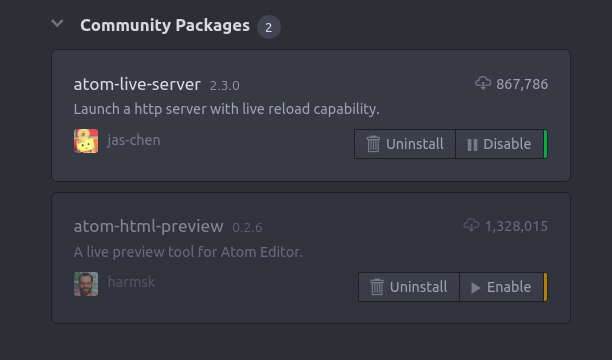 Community Packages 2
atom-live-server 2.3.0 867,786
Launch a http server with live reload capability.
jas-chen Uninstall Disable
atom-html-preview 0.2.6 1,328,015
A live preview tool for Atom Editor.
harmsk Uninstall Enable